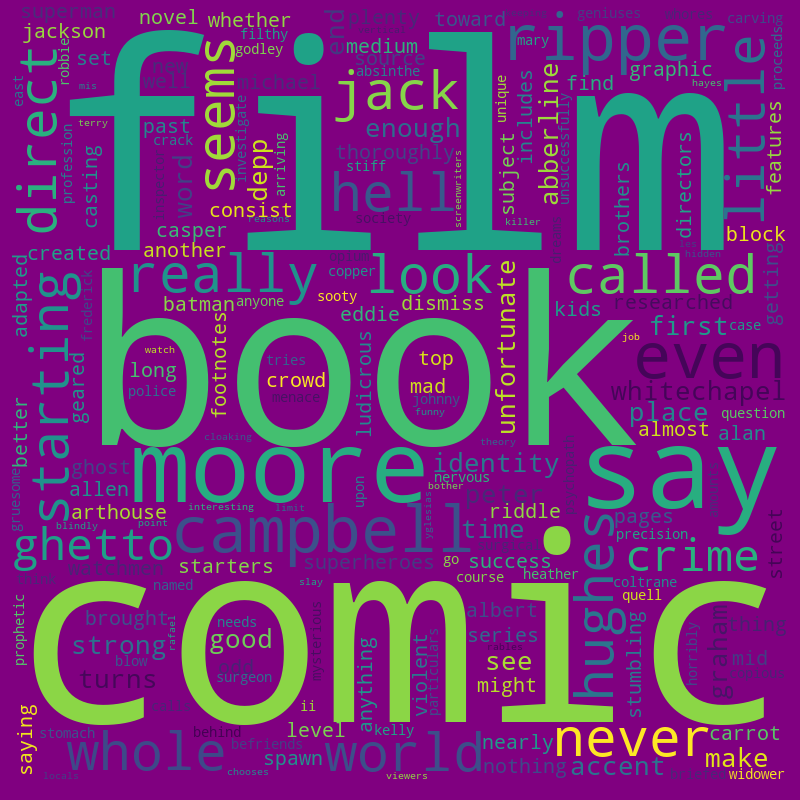 superman
novel
whether
end
plenty
toward
mary
geniuses
carving
jackson
robbie
filthy
godley
medium
source
ripper
little
east
set
well
new
michael
absinthe
graphic
proceeds
mis
terry
direct
film
seems
jack
find
hayes
past
crack
enough
unique
includes
abberline
features
profession
casting
word
investigate
depp
arriving
thoroughly
stiff
subject
unsuccessfully
brothers
directors
consist
hell
screenwriters
reasons
society
killer
block
created
casper
another
hidden
adapted
really
copper
look
called
getting
starting
frederick
batman
anyone
sooty
eddie
dismiss
kids
researched
first
case
geared
footnotes
book
unfortunate
even
job
long
watch
tries
crowd
top
whitechapel
police
menace
mad
johnny
ludicrous
place
question
better
almost
alan
cloaking
funny
theory
ghost
moore
identity
say
gruesome
allen
nervous
peter
arthouse
interesting
limit
upon
bother
yglesias
riddle
pages
precision
street
blindly
point
campbell
time
ghetto
crime
watchmen
starters
superheroes
go
success
course
heather
hughes
coltrane
quell
prophetic
named
slay
comic
brought
rafael
needs
good
mysterious
albert
series
stumbling
graham
thing
mid
horribly
strong
blow
surgeon
see
might
turns
ii
anything
violent
particulars
saying
stomach
behind
level
kelly
nearly
never
carrot
whole
befriends
world
nothing
accent
make
widower
locals
chooses
viewers